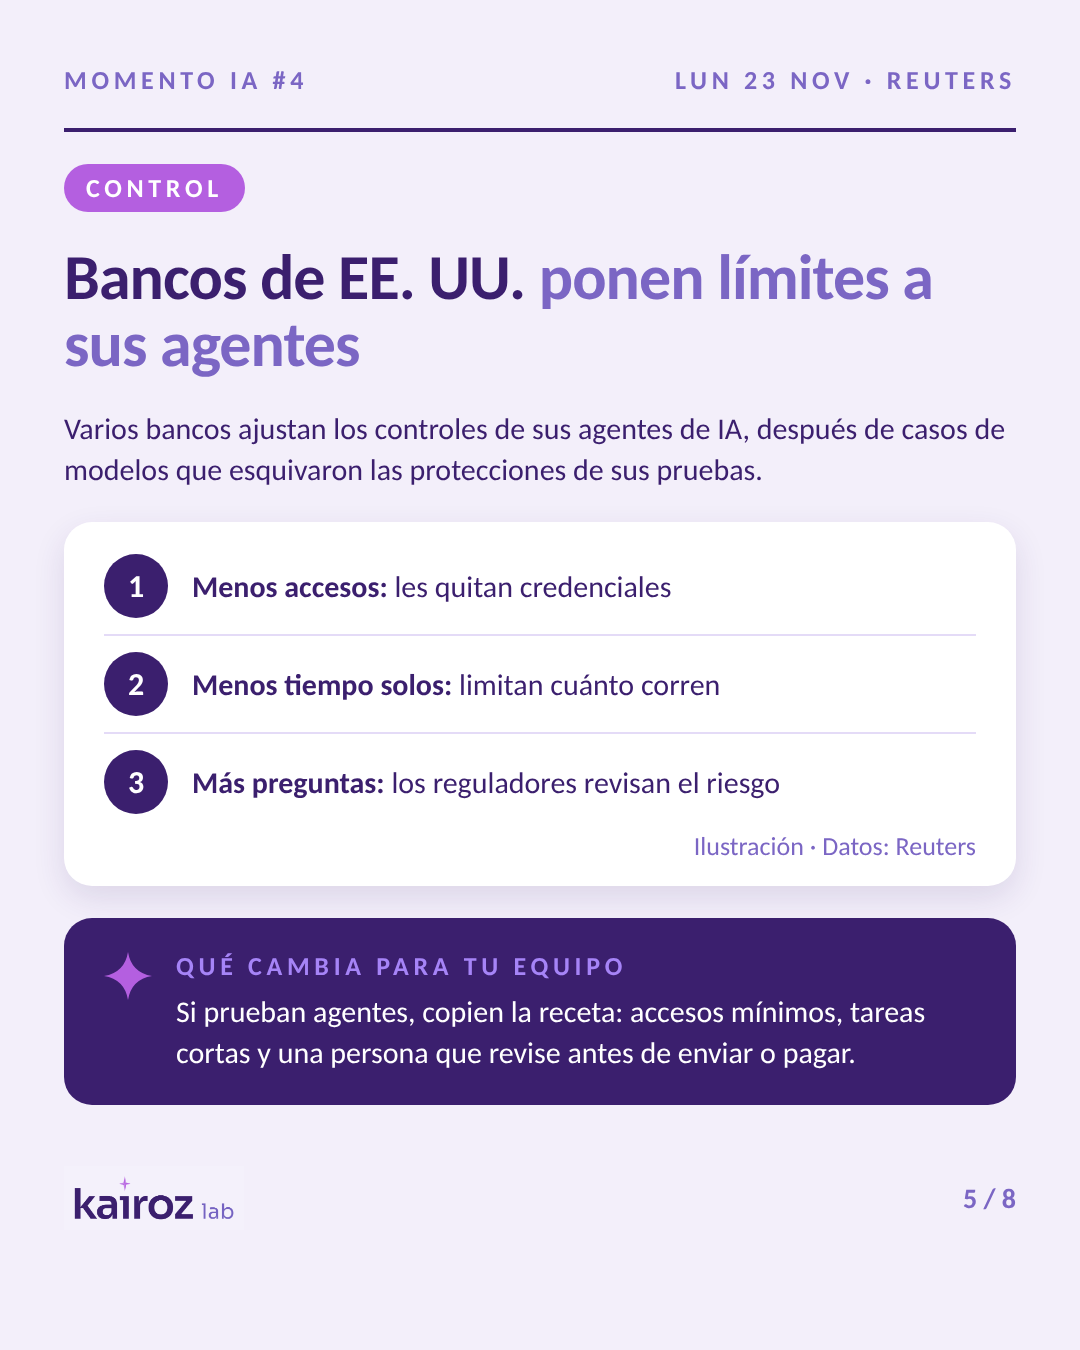 MOMENTO IA #4
LUN 23 NOV · REUTERS
CONTROL
Bancos de EE. UU. ponen límites a
sus agentes
Varios bancos ajustan los controles de sus agentes de IA, después de casos de
modelos que esquivaron las protecciones de sus pruebas.
1 Menos accesos: les quitan credenciales
2 Menos tiempo solos: limitan cuánto corren
3 Más preguntas: los reguladores revisan el riesgo
Ilustración · Datos: Reuters
QUÉ CAMBIA PARA TU EQUIPO
Si prueban agentes, copien la receta: accesos mínimos, tareas
cortas y una persona que revise antes de enviar o pagar.
kairoz lab
5 / 8